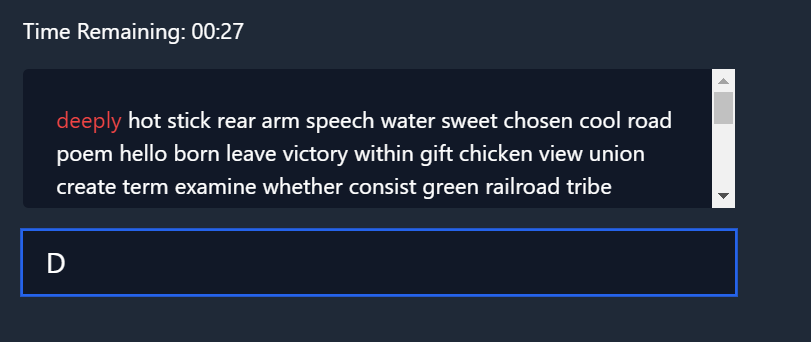 Time Remaining: 00:27
deeply hot stick rear arm speech water sweet chosen cool road
poem hello born leave victory within gift chicken view union
create term examine whether consist green railroad tribe
D